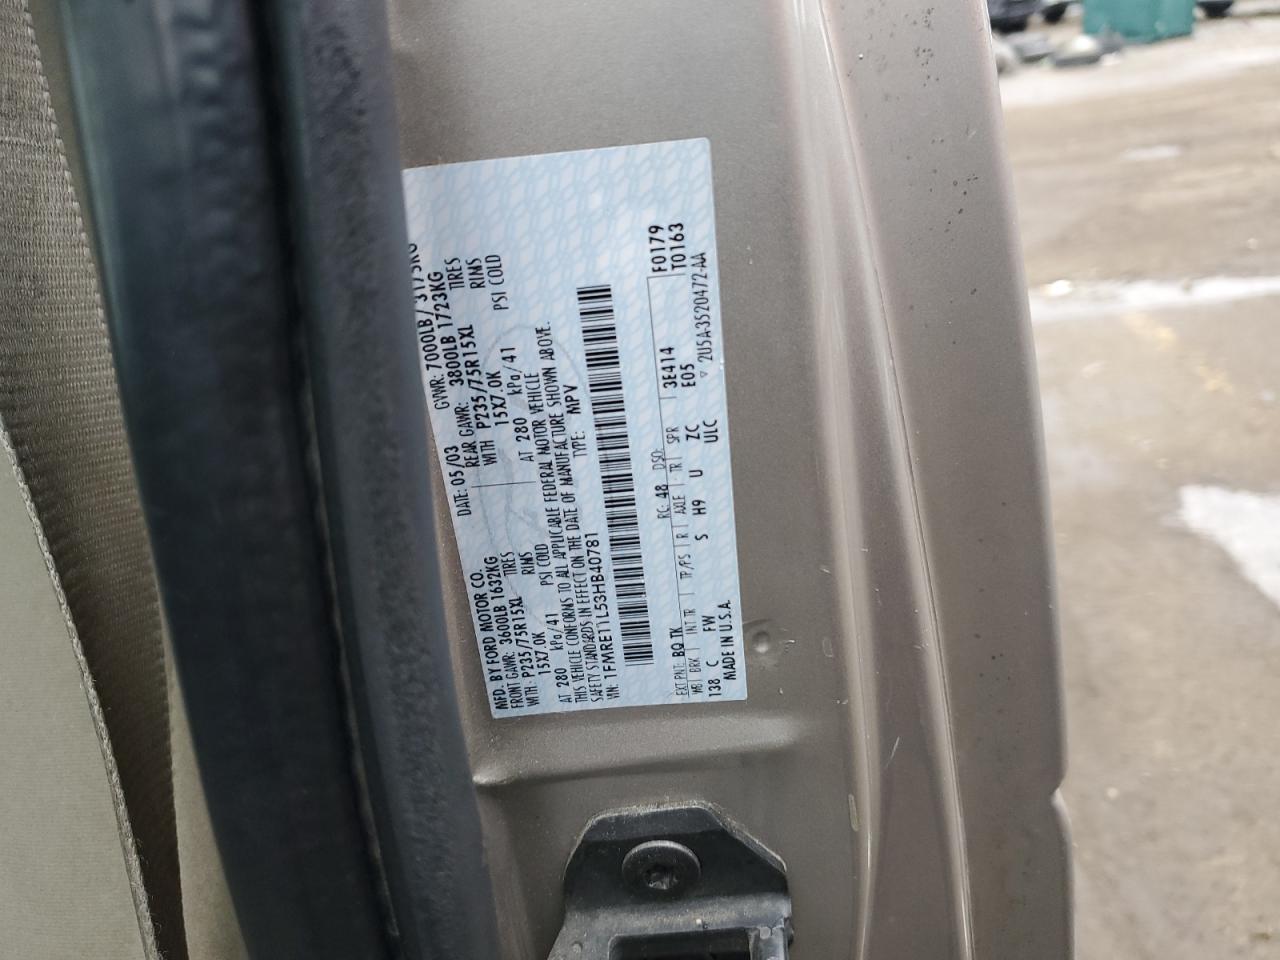 MFD. BY FORD MOTOR CO.
DATE: 05/03 GVWR: 7000LB/ 3175KG
FRONT GAWR: 3600LB 1632KG REAR GAWR: 3800LB 1723KG
WITH: P235/75R15XL TIRES WITH P235/75R15XL TIRES
15X7.0K RIMS 15X7.0K RIMS
AT 280 kPa/41 PSI COLD AT 280 kPa/41 PSI COLD
THIS VEHICLE CONFORMS TO ALL APPLICABLE FEDERAL MOTOR VEHICLE
SAFETY STANDARDS IN EFFECT ON THE DATE OF MANUFACTURE SHOWN ABOVE.
VIN: 1FMRE11L53HB40781 TYPE: MPV
F0179
T0163
EXT PNT: BQ TK RC: 48 DSO: 3E414
WB BRK INT TR TP/PS R AXLE TR SPR E05
138 C FW S H9 U ZC ULC
MADE IN U.S.A. ▽ 2U5A-3520472-AA